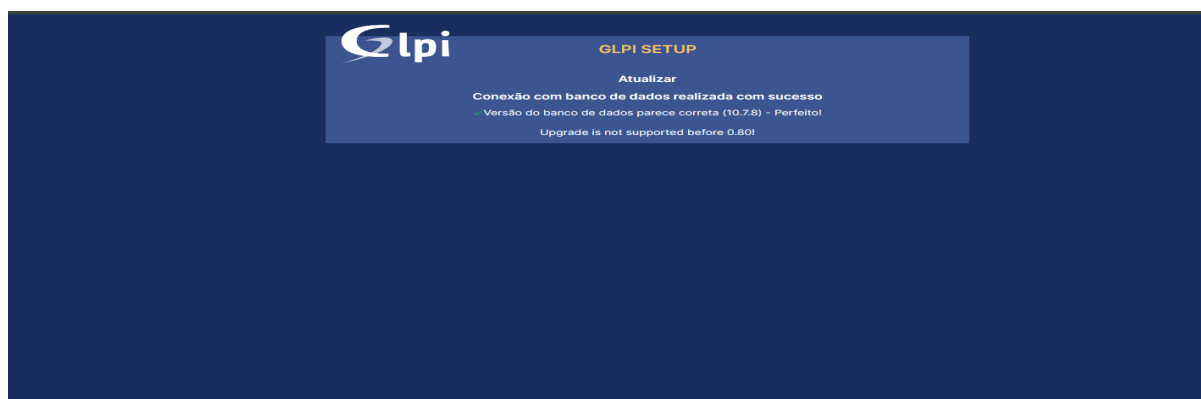 Glpi
GLPI SETUP
Atualizar
Conexão com banco de dados realizada com sucesso
Versão do banco de dados parece correta (10.7.8) - Perfeito!
Upgrade is not supported before 0.80!